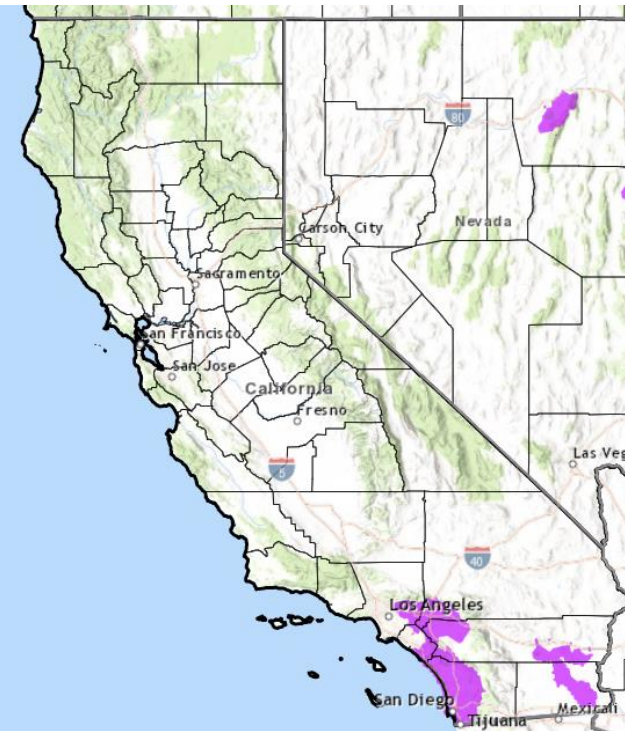 80
Carson City
Nevada
Sacramento
San Francisco
San Jose
California
Fresno
5
Las Veg
40
Los Angeles
San Diego
Mexicali
Tijuana